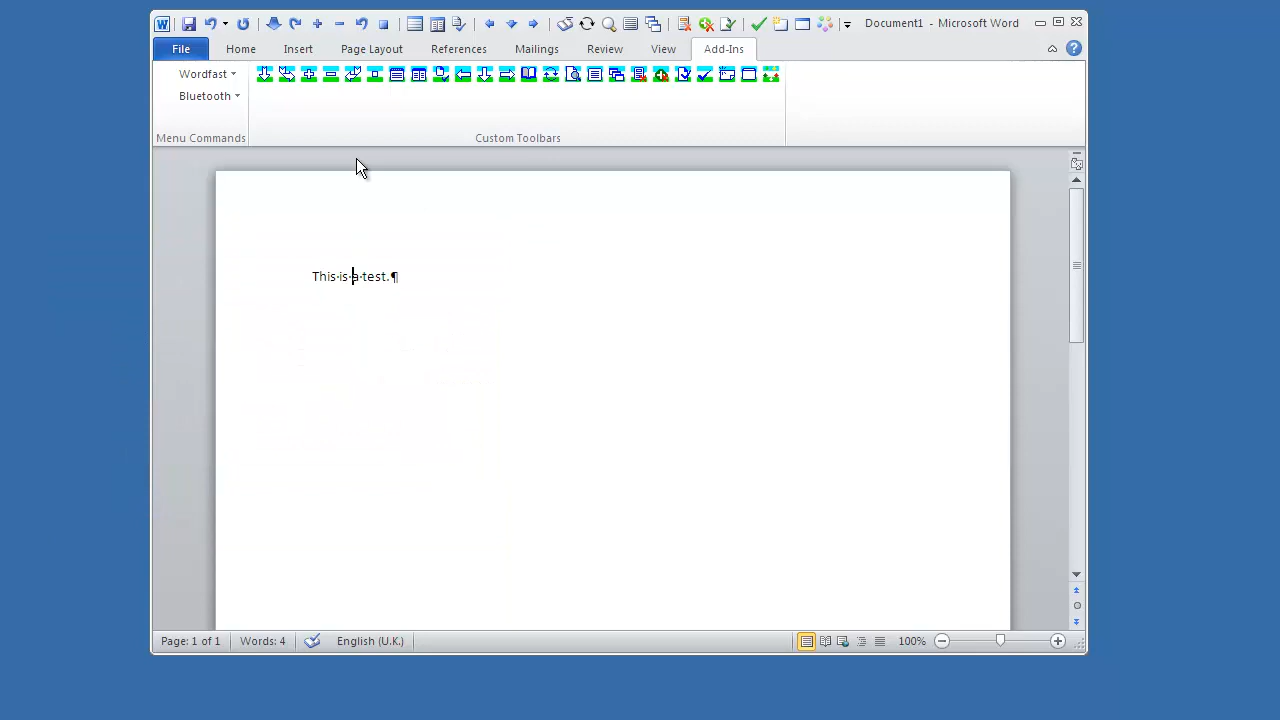 Document1 - Microsoft Word
File Home Insert Page Layout References Mailings Review View Add-Ins
Wordfast
Bluetooth
Menu Commands Custom Toolbars
This·is·a·test.¶
Page: 1 of 1 Words: 4 English (U.K.) 100%